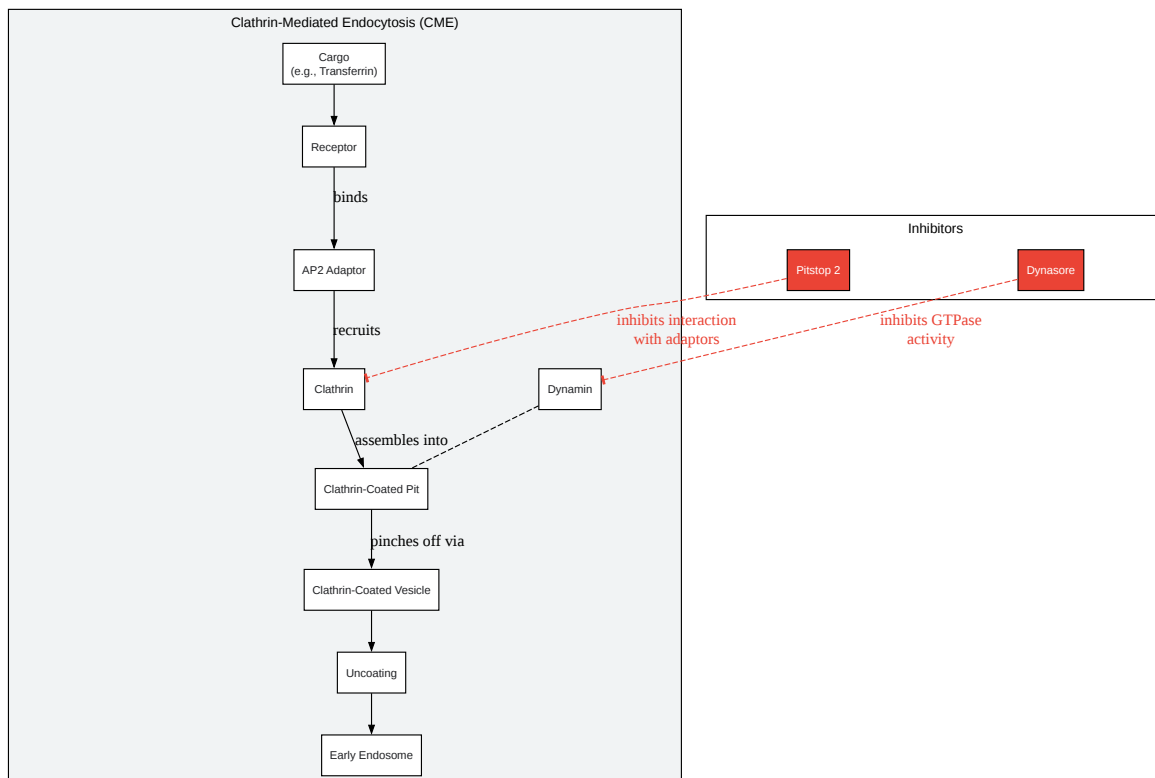 Clathrin-Mediated Endocytosis (CME)
Cargo
(e.g., Transferrin)
Receptor
binds
Inhibitors
AP2 Adaptor
Pitstop 2
Dynasore
recruits
inhibits interaction
with adaptors
inhibits GTPase
activity
Clathrin
Dynamin
assembles into
Clathrin-Coated Pit
pinches off via
Clathrin-Coated Vesicle
Uncoating
Early Endosome